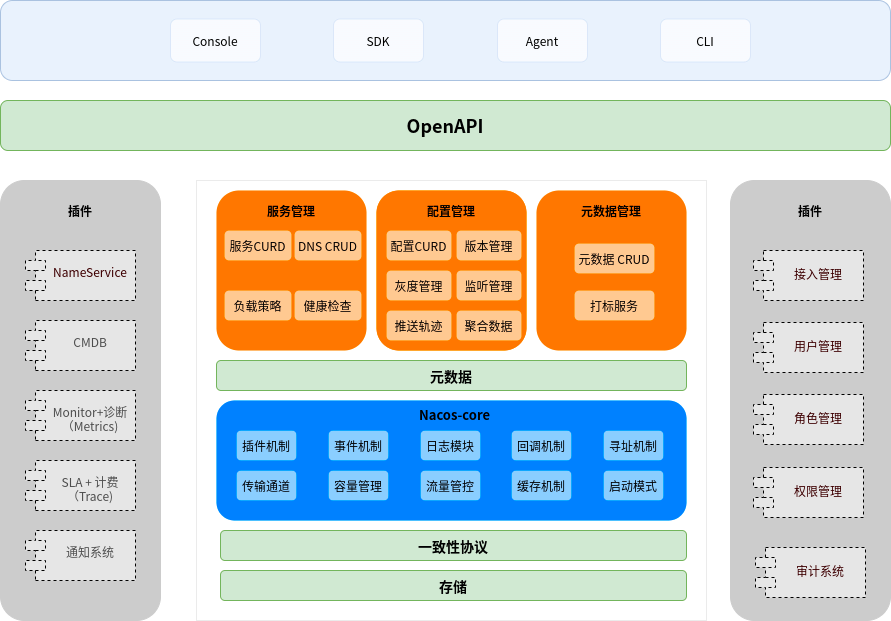 Console
SDK
Agent
CLI
OpenAPI
插件
NameService
CMDB
Monitor+诊断
（Metrics)
SLA + 计费
（Trace)
通知系统
服务管理
服务CURD
DNS CRUD
负载策略
健康检查
配置管理
配置CURD
版本管理
灰度管理
监听管理
推送轨迹
聚合数据
元数据管理
元数据 CRUD
打标服务
元数据
Nacos-core
插件机制
事件机制
日志模块
回调机制
寻址机制
传输通道
容量管理
流量管控
缓存机制
启动模式
一致性协议
存储
插件
接入管理
用户管理
角色管理
权限管理
审计系统